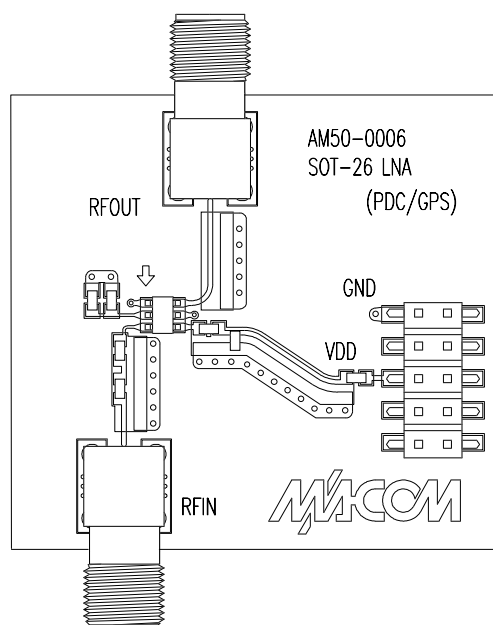 AM50-0006
SOT-26 LNA
(PDC/GPS)
RFOUT
GND
VDD
RFIN
M/A-COM